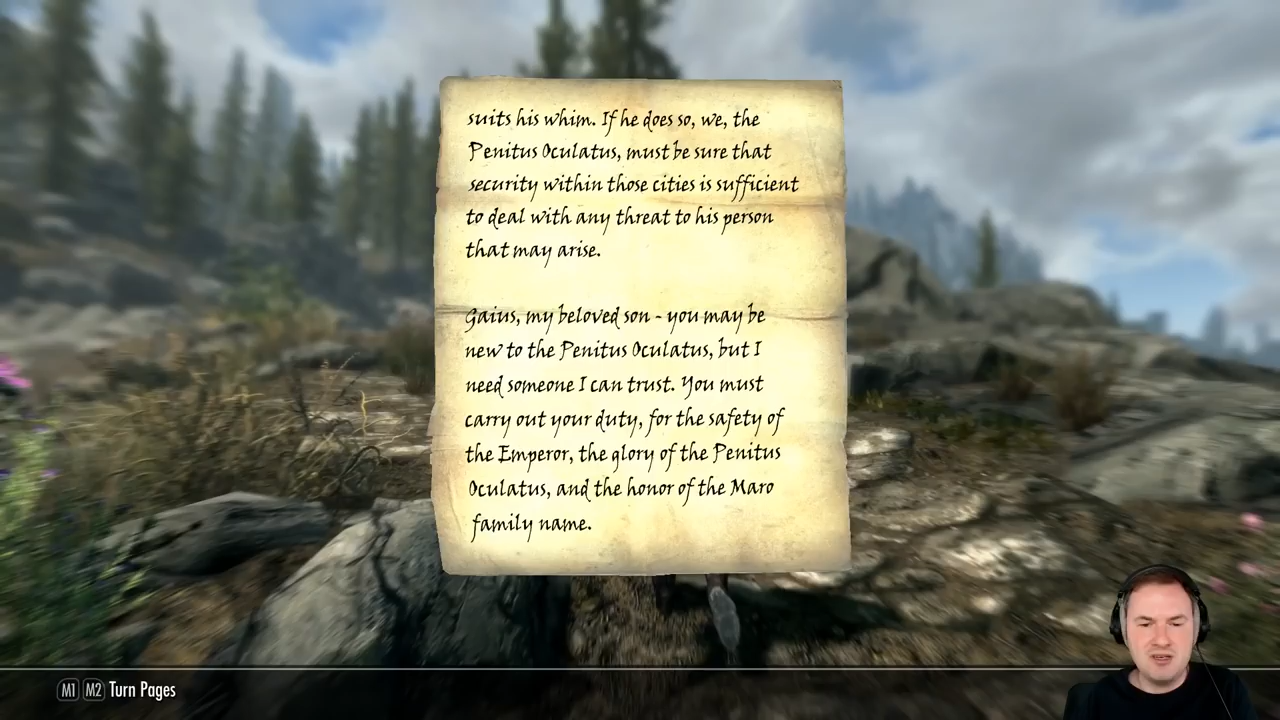 suits his whim. If he does so, we, the
Penitus Oculatus, must be sure that
security within those cities is sufficient
to deal with any threat to his person
that may arise.
Gaius, my beloved son - you may be
new to the Penitus Oculatus, but I
need someone I can trust. You must
carry out your duty, for the safety of
the Emperor, the glory of the Penitus
Oculatus, and the honor of the Maro
family name.
M1 M2 Turn Pages